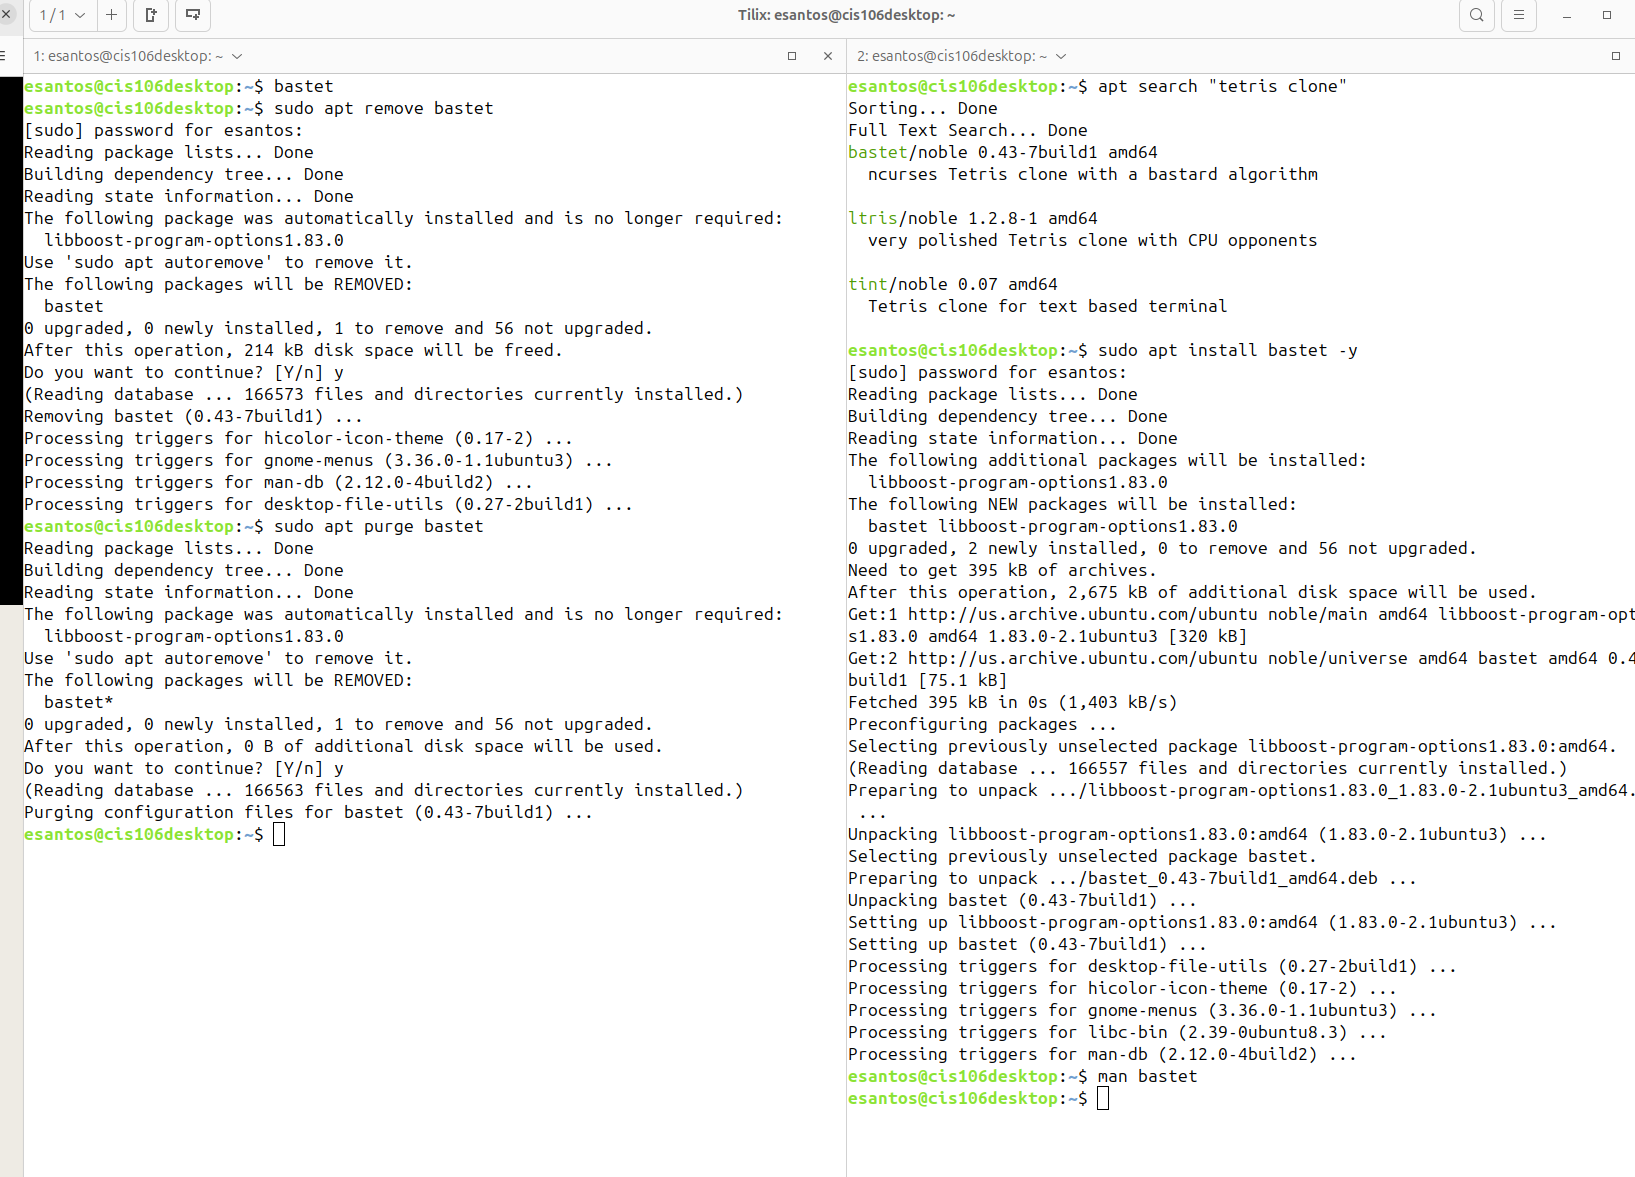 1 / 1
Tilix: esantos@cis106desktop: ~
1: esantos@cis106desktop: ~
esantos@cis106desktop:~$ bastet
esantos@cis106desktop:~$ sudo apt remove bastet
[sudo] password for esantos:
Reading package lists... Done
Building dependency tree... Done
Reading state information... Done
The following package was automatically installed and is no longer required:
  libboost-program-options1.83.0
Use 'sudo apt autoremove' to remove it.
The following packages will be REMOVED:
  bastet
0 upgraded, 0 newly installed, 1 to remove and 56 not upgraded.
After this operation, 214 kB disk space will be freed.
Do you want to continue? [Y/n] y
(Reading database ... 166573 files and directories currently installed.)
Removing bastet (0.43-7build1) ...
Processing triggers for hicolor-icon-theme (0.17-2) ...
Processing triggers for gnome-menus (3.36.0-1.1ubuntu3) ...
Processing triggers for man-db (2.12.0-4build2) ...
Processing triggers for desktop-file-utils (0.27-2build1) ...
esantos@cis106desktop:~$ sudo apt purge bastet
Reading package lists... Done
Building dependency tree... Done
Reading state information... Done
The following package was automatically installed and is no longer required:
  libboost-program-options1.83.0
Use 'sudo apt autoremove' to remove it.
The following packages will be REMOVED:
  bastet*
0 upgraded, 0 newly installed, 1 to remove and 56 not upgraded.
After this operation, 0 B of additional disk space will be used.
Do you want to continue? [Y/n] y
(Reading database ... 166563 files and directories currently installed.)
Purging configuration files for bastet (0.43-7build1) ...
esantos@cis106desktop:~$
2: esantos@cis106desktop: ~
esantos@cis106desktop:~$ apt search "tetris clone"
Sorting... Done
Full Text Search... Done
bastet/noble 0.43-7build1 amd64
  ncurses Tetris clone with a bastard algorithm
ltris/noble 1.2.8-1 amd64
  very polished Tetris clone with CPU opponents
tint/noble 0.07 amd64
  Tetris clone for text based terminal
esantos@cis106desktop:~$ sudo apt install bastet -y
[sudo] password for esantos:
Reading package lists... Done
Building dependency tree... Done
Reading state information... Done
The following additional packages will be installed:
  libboost-program-options1.83.0
The following NEW packages will be installed:
  bastet libboost-program-options1.83.0
0 upgraded, 2 newly installed, 0 to remove and 56 not upgraded.
Need to get 395 kB of archives.
After this operation, 2,675 kB of additional disk space will be used.
Get:1 http://us.archive.ubuntu.com/ubuntu noble/main amd64 libboost-program-opt
s1.83.0 amd64 1.83.0-2.1ubuntu3 [320 kB]
Get:2 http://us.archive.ubuntu.com/ubuntu noble/universe amd64 bastet amd64 0.4
build1 [75.1 kB]
Fetched 395 kB in 0s (1,403 kB/s)
Preconfiguring packages ...
Selecting previously unselected package libboost-program-options1.83.0:amd64.
(Reading database ... 166557 files and directories currently installed.)
Preparing to unpack .../libboost-program-options1.83.0_1.83.0-2.1ubuntu3_amd64.
 ...
Unpacking libboost-program-options1.83.0:amd64 (1.83.0-2.1ubuntu3) ...
Selecting previously unselected package bastet.
Preparing to unpack .../bastet_0.43-7build1_amd64.deb ...
Unpacking bastet (0.43-7build1) ...
Setting up libboost-program-options1.83.0:amd64 (1.83.0-2.1ubuntu3) ...
Setting up bastet (0.43-7build1) ...
Processing triggers for desktop-file-utils (0.27-2build1) ...
Processing triggers for hicolor-icon-theme (0.17-2) ...
Processing triggers for gnome-menus (3.36.0-1.1ubuntu3) ...
Processing triggers for libc-bin (2.39-0ubuntu8.3) ...
Processing triggers for man-db (2.12.0-4build2) ...
esantos@cis106desktop:~$ man bastet
esantos@cis106desktop:~$